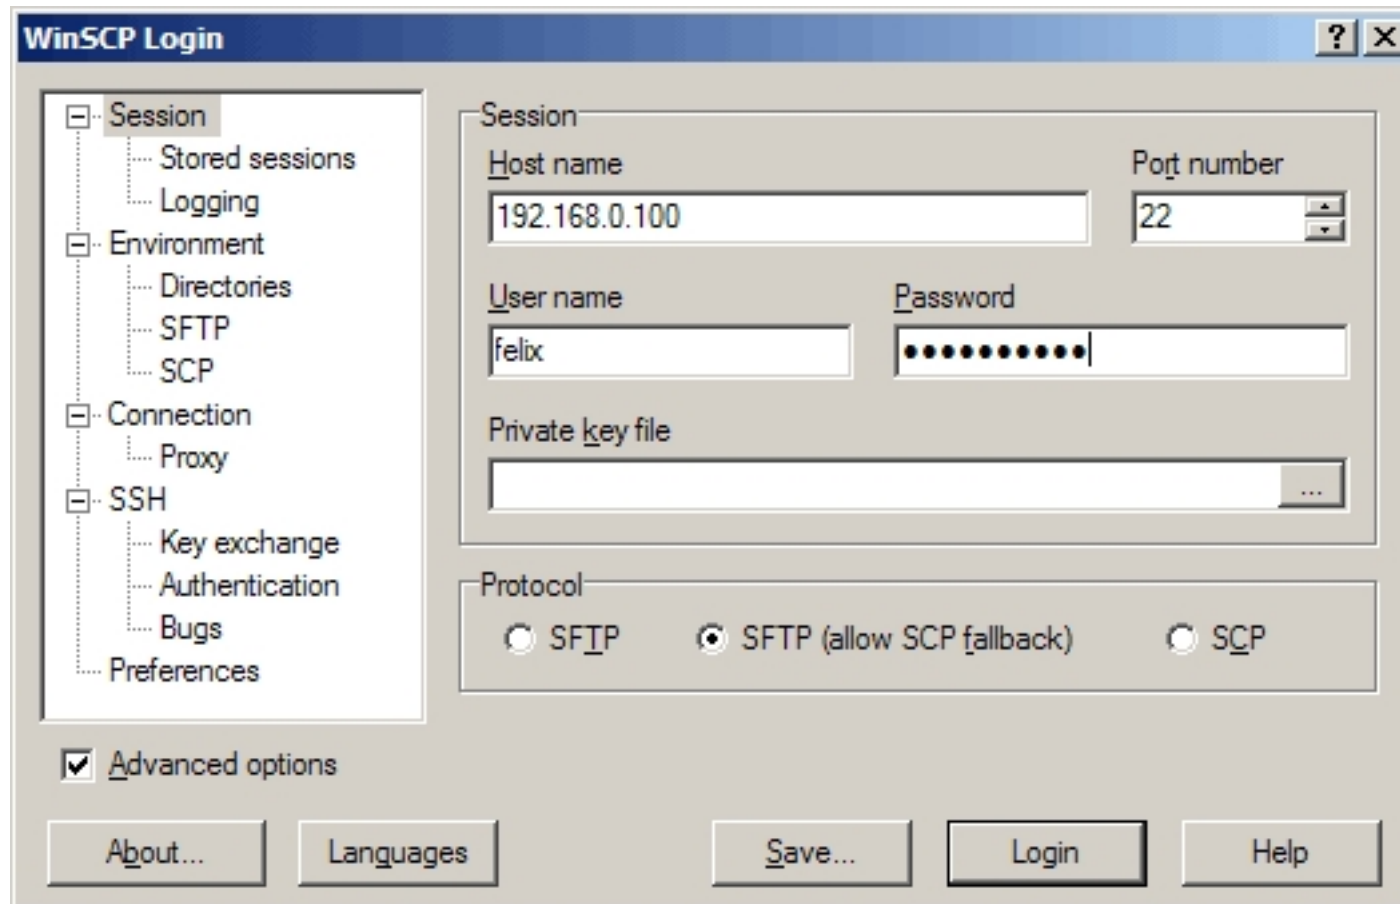 WinSCP Login
Session
Stored sessions
Logging
Environment
Directories
SFTP
SCP
Connection
Proxy
SSH
Key exchange
Authentication
Bugs
Preferences
Advanced options
Session
Host name
Port number
192.168.0.100
22
User name
Password
felix
●●●●●●●●●●
Private key file
...
Protocol
SFTP
SFTP (allow SCP fallback)
SCP
About...
Languages
Save...
Login
Help